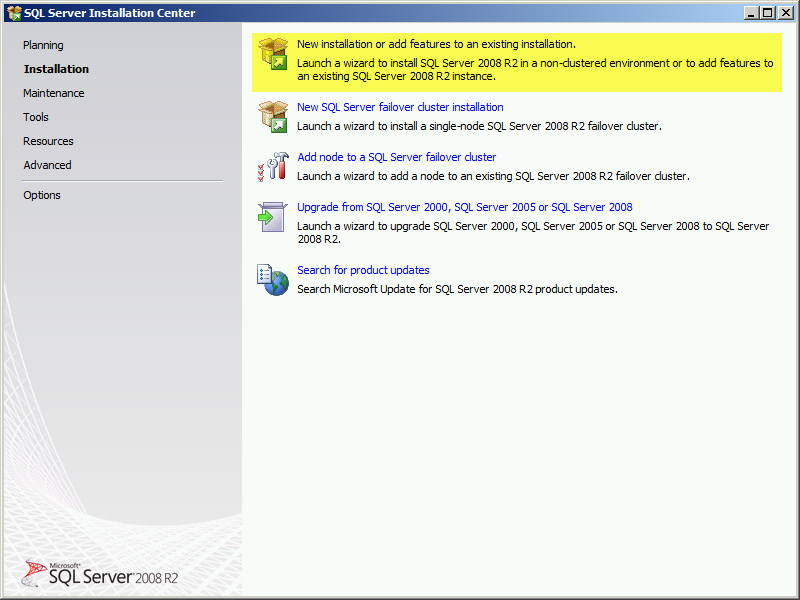 SQL Server Installation Center
Planning
Installation
Maintenance
Tools
Resources
Advanced
Options
New installation or add features to an existing installation.
Launch a wizard to install SQL Server 2008 R2 in a non-clustered environment or to add features to
an existing SQL Server 2008 R2 instance.
New SQL Server failover cluster installation
Launch a wizard to install a single-node SQL Server 2008 R2 failover cluster.
Add node to a SQL Server failover cluster
Launch a wizard to add a node to an existing SQL Server 2008 R2 failover cluster.
Upgrade from SQL Server 2000, SQL Server 2005 or SQL Server 2008
Launch a wizard to upgrade SQL Server 2000, SQL Server 2005 or SQL Server 2008 to SQL Server
2008 R2.
Search for product updates
Search Microsoft Update for SQL Server 2008 R2 product updates.
Microsoft®
SQL Server 2008 R2